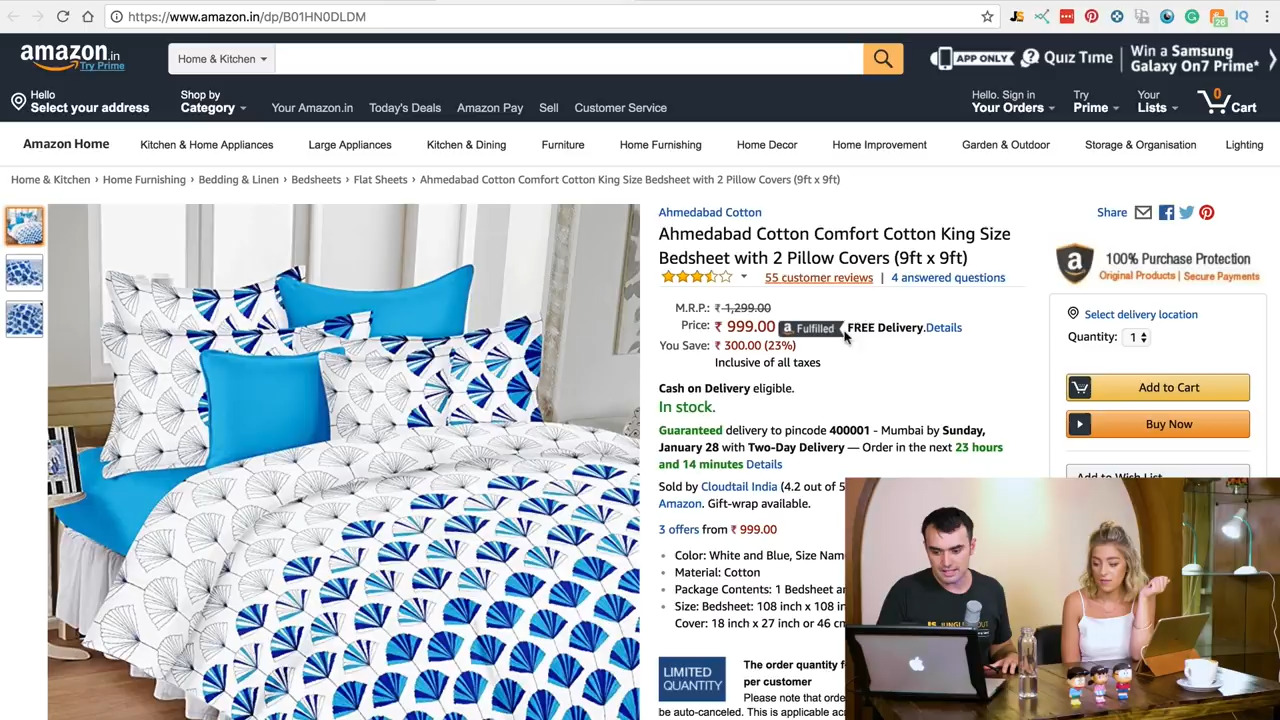 https://www.amazon.in/dp/B01HN0DLDM
26
amazon.in
Try Prime
Home & Kitchen
APP ONLY
Quiz Time
Win a Samsung
Galaxy On7 Prime*
Hello
Select your address
Shop by
Category
Your Amazon.in
Today's Deals
Amazon Pay
Sell
Customer Service
Hello. Sign in
Your Orders
Try
Prime
Your
Lists
0
Cart
Amazon Home
Kitchen & Home Appliances
Large Appliances
Kitchen & Dining
Furniture
Home Furnishing
Home Decor
Home Improvement
Garden & Outdoor
Storage & Organisation
Lighting
Home & Kitchen › Home Furnishing › Bedding & Linen › Bedsheets › Flat Sheets › Ahmedabad Cotton Comfort Cotton King Size Bedsheet with 2 Pillow Covers (9ft x 9ft)
Ahmedabad Cotton
Ahmedabad Cotton Comfort Cotton King Size
Bedsheet with 2 Pillow Covers (9ft x 9ft)
55 customer reviews | 4 answered questions
M.R.P.: ₹ 1,299.00
Price: ₹ 999.00 a Fulfilled FREE Delivery.Details
You Save: ₹ 300.00 (23%)
Inclusive of all taxes
Cash on Delivery eligible.
In stock.
Guaranteed delivery to pincode 400001 - Mumbai by Sunday,
January 28 with Two-Day Delivery — Order in the next 23 hours
and 14 minutes Details
Sold by Cloudtail India (4.2 out of 5
Amazon. Gift-wrap available.
3 offers from ₹ 999.00
• Color: White and Blue, Size Nam
• Material: Cotton
• Package Contents: 1 Bedsheet an
• Size: Bedsheet: 108 inch x 108 in
Cover: 18 inch x 27 inch or 46 cm
LIMITED
QUANTITY
The order quantity f
per customer
Please note that orde
be auto-canceled. This is applicable acr
Share
a
100% Purchase Protection
Original Products | Secure Payments
Select delivery location
Quantity: 1
Add to Cart
Buy Now
Add to Wish List